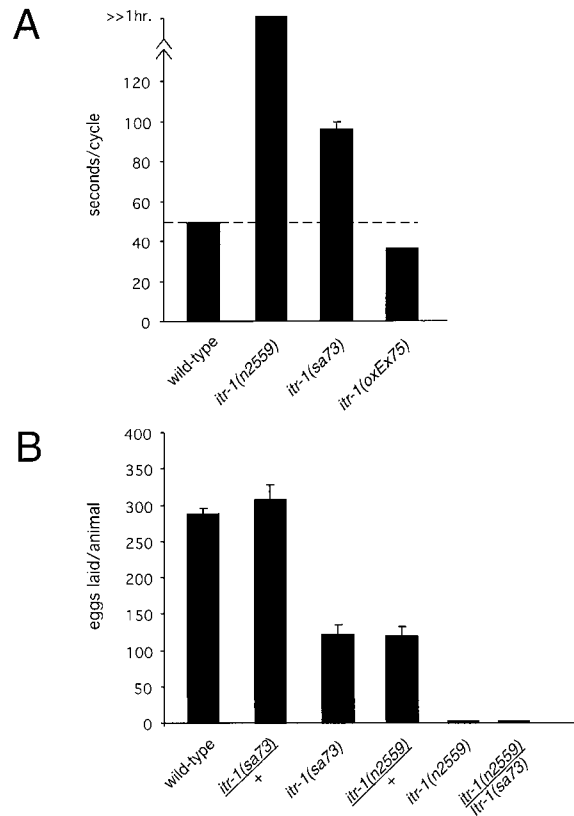 A
>>1hr.
120
100
80
60
40
20
0
seconds/cycle
wild-type
itr-1(n2559)
itr-1(sa73)
itr-1(oxEx75)
B
400
350
300
250
200
150
100
50
0
eggs laid/animal
wild-type
itr-1(sa73)
+
itr-1(sa73)
itr-1(n2559)
+
itr-1(n2559)
itr-1(n2559)
itr-1(sa73)